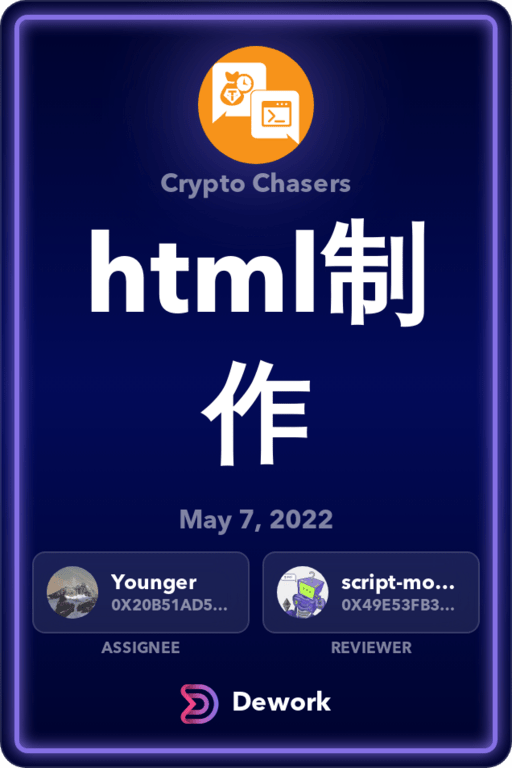 Crypto Chasers
html制
作
May 7, 2022
Younger
0X20B51AD5...
script-mo...
0X49E53FB3...
ASSIGNEE
REVIEWER
Dework